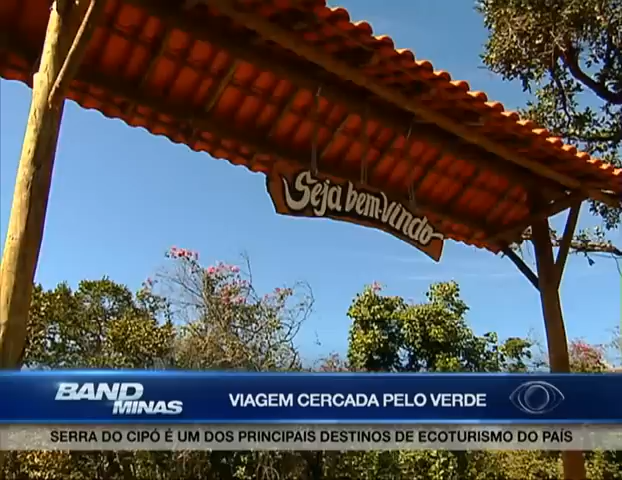 Seja bem-vindo
BAND MINAS
VIAGEM CERCADA PELO VERDE
SERRA DO CIPÓ É UM DOS PRINCIPAIS DESTINOS DE ECOTURISMO DO PAÍS